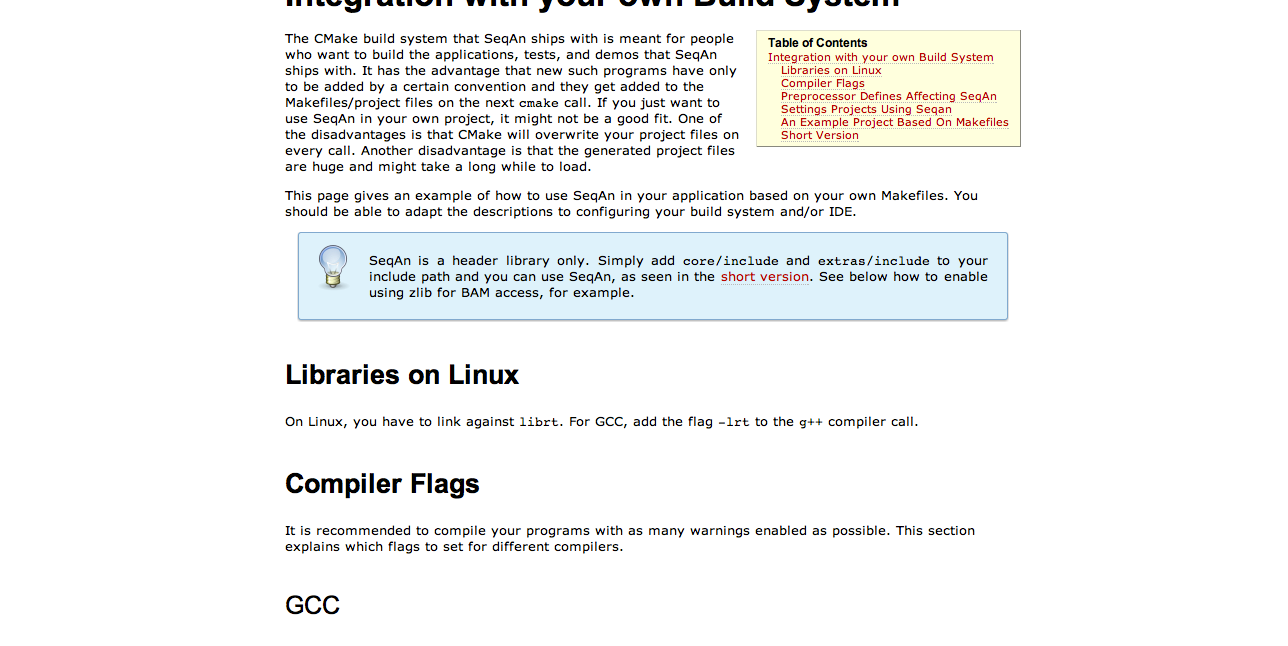 Integration with your own Build System
The CMake build system that SeqAn ships with is meant for people
who want to build the applications, tests, and demos that SeqAn
ships with. It has the advantage that new such programs have only
to be added by a certain convention and they get added to the
Makefiles/project files on the next cmake call. If you just want to
use SeqAn in your own project, it might not be a good fit. One of
the disadvantages is that CMake will overwrite your project files on
every call. Another disadvantage is that the generated project files
are huge and might take a long while to load.
Table of Contents
Integration with your own Build System
Libraries on Linux
Compiler Flags
Preprocessor Defines Affecting SeqAn
Settings Projects Using Seqan
An Example Project Based On Makefiles
Short Version
This page gives an example of how to use SeqAn in your application based on your own Makefiles. You
should be able to adapt the descriptions to configuring your build system and/or IDE.
SeqAn is a header library only. Simply add core/include and extras/include to your
include path and you can use SeqAn, as seen in the short version. See below how to enable
using zlib for BAM access, for example.
Libraries on Linux
On Linux, you have to link against librt. For GCC, add the flag -lrt to the g++ compiler call.
Compiler Flags
It is recommended to compile your programs with as many warnings enabled as possible. This section
explains which flags to set for different compilers.
GCC